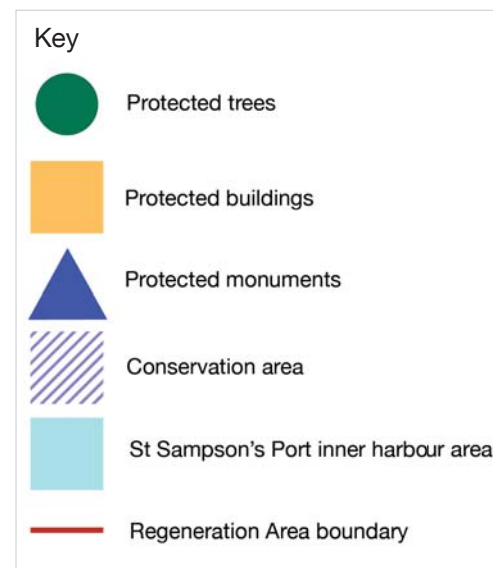 Key
Protected trees
Protected buildings
Protected monuments
Conservation area
St Sampson's Port inner harbour area
Regeneration Area boundary